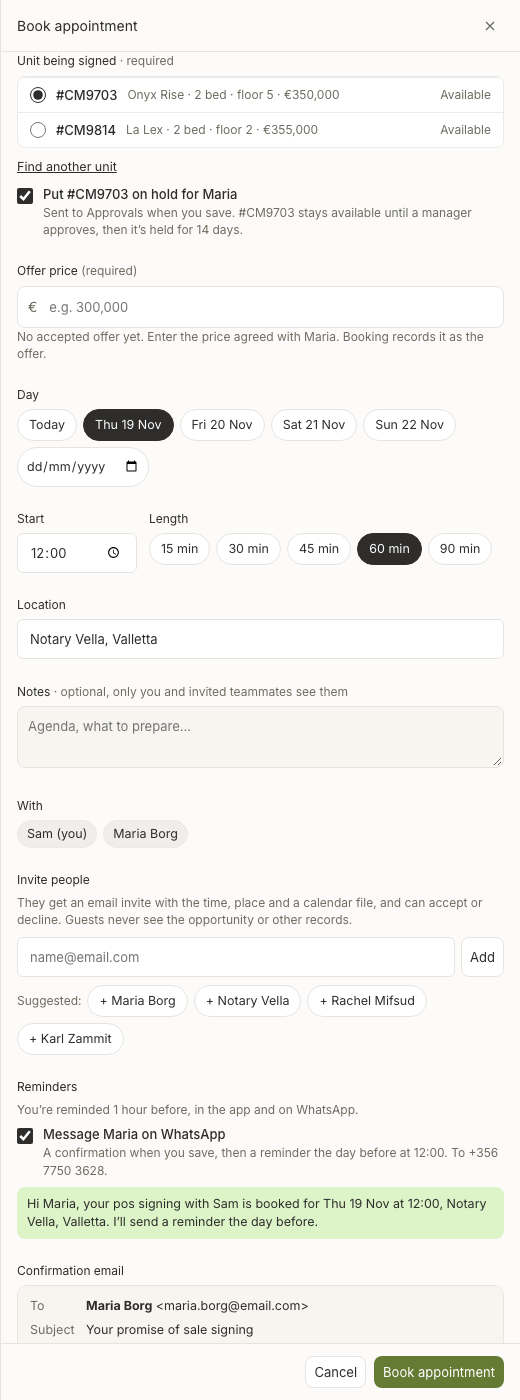 Book appointment
Unit being signed · required
#CM9703 Onyx Rise · 2 bed · floor 5 · €350,000 Available
#CM9814 La Lex · 2 bed · floor 2 · €355,000 Available
Find another unit
Put #CM9703 on hold for Maria
Sent to Approvals when you save. #CM9703 stays available until a manager
approves, then it’s held for 14 days.
Offer price (required)
€ e.g. 300,000
No accepted offer yet. Enter the price agreed with Maria. Booking records it as the
offer.
Day
Today Thu 19 Nov Fri 20 Nov Sat 21 Nov Sun 22 Nov
dd/mm/yyyy
Start Length
12:00 15 min 30 min 45 min 60 min 90 min
Location
Notary Vella, Valletta
Notes · optional, only you and invited teammates see them
Agenda, what to prepare...
With
Sam (you) Maria Borg
Invite people
They get an email invite with the time, place and a calendar file, and can accept or
decline. Guests never see the opportunity or other records.
name@email.com Add
Suggested: + Maria Borg + Notary Vella + Rachel Mifsud
+ Karl Zammit
Reminders
You’re reminded 1 hour before, in the app and on WhatsApp.
Message Maria on WhatsApp
A confirmation when you save, then a reminder the day before at 12:00. To +356
7750 3628.
Hi Maria, your pos signing with Sam is booked for Thu 19 Nov at 12:00, Notary
Vella, Valletta. I’ll send a reminder the day before.
Confirmation email
To Maria Borg <maria.borg@email.com>
Subject Your promise of sale signing
Cancel Book appointment